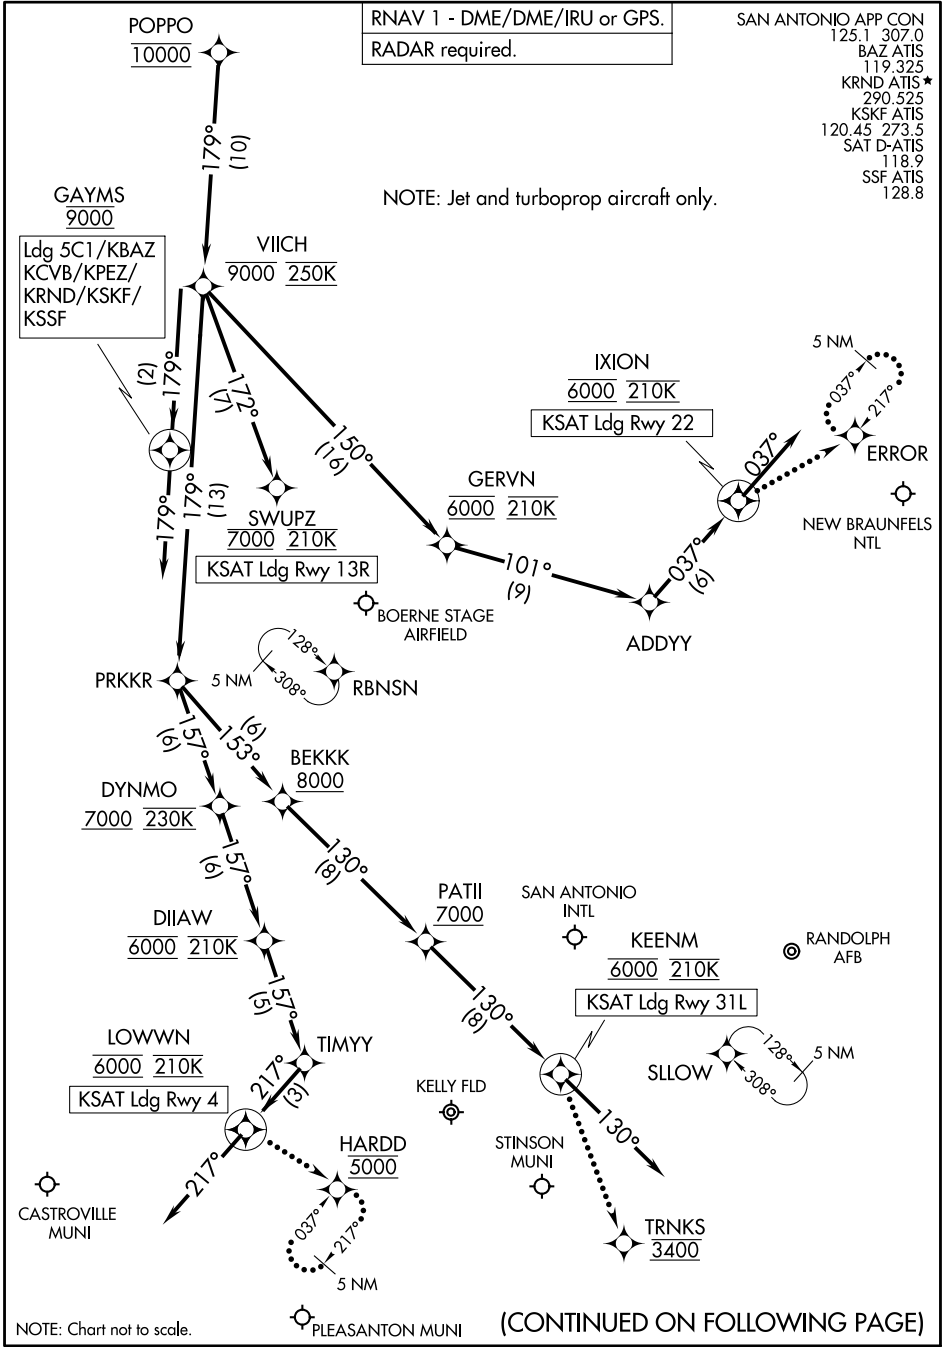 RNAV 1 - DME/DME/IRU or GPS.
RADAR required.
SAN ANTONIO APP CON
125.1 307.0
BAZ ATIS
119.325
KRND ATIS★
290.525
KSKF ATIS
120.45 273.5
SAT D-ATIS
118.9
SSF ATIS
128.8
NOTE: Jet and turboprop aircraft only.
POPPO
10000
179°
(10)
GAYMS
9000
Ldg 5C1/KBAZ
KCVB/KPEZ/
KRND/KSKF/
KSSF
VIICH
9000 250K
179°
(2)
179°
179°
(13)
172°
(7)
SWUPZ
7000 210K
KSAT Ldg Rwy 13R
150°
(16)
GERVN
6000 210K
101°
(9)
ADDYY
037°
(6)
IXION
6000 210K
KSAT Ldg Rwy 22
037°
5 NM
037°
217°
ERROR
NEW BRAUNFELS
NTL
BOERNE STAGE
AIRFIELD
128°
308°
5 NM
RBNSN
PRKKR
157°
(6)
153°
(6)
DYNMO
7000 230K
BEKKK
8000
157°
(6)
130°
(8)
DIIAW
6000 210K
157°
(5)
PATII
7000
130°
(8)
SAN ANTONIO
INTL
KEENM
6000 210K
KSAT Ldg Rwy 31L
RANDOLPH
AFB
LOWWN
6000 210K
KSAT Ldg Rwy 4
TIMYY
217°
(3)
217°
KELLY FLD
SLLOW
128°
308°
5 NM
130°
STINSON
MUNI
HARDD
5000
037°
217°
5 NM
CASTROVILLE
MUNI
TRNKS
3400
PLEASANTON MUNI
NOTE: Chart not to scale.
(CONTINUED ON FOLLOWING PAGE)